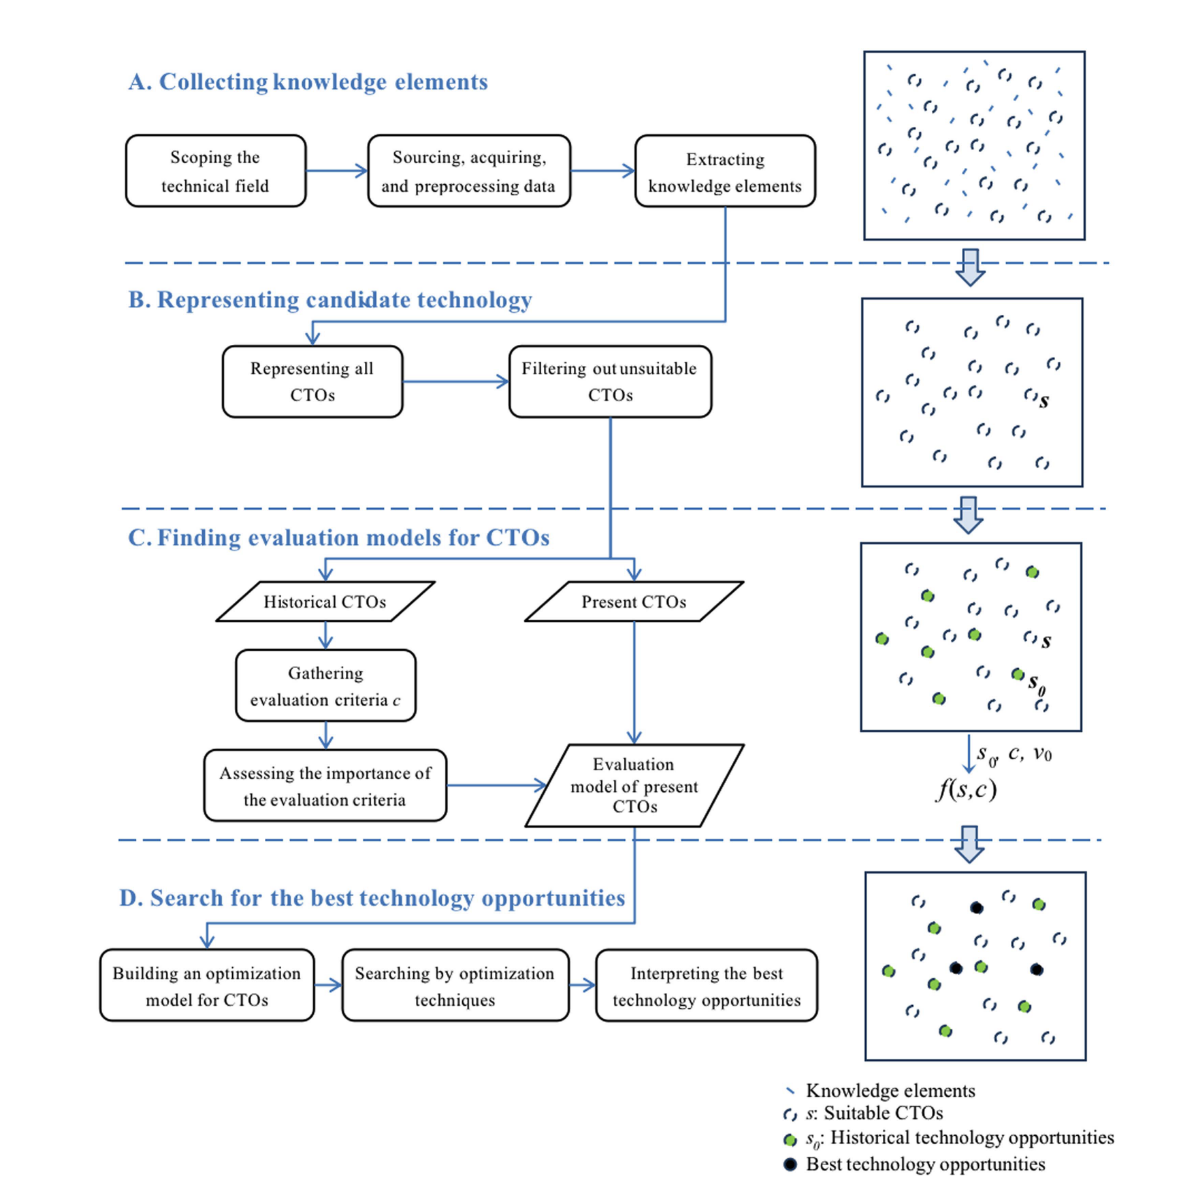 A. Collecting knowledge elements
Scoping the
technical field
Sourcing, acquiring,
and preprocessing data
Extracting
knowledge elements
B. Representing candidate technology
Representing all
CTOs
Filtering out unsuitable
CTOs
s
C. Finding evaluation models for CTOs
Historical CTOs
Present CTOs
Gathering
evaluation criteria c
Assessing the importance of
the evaluation criteria
Evaluation
model of present
CTOs
s
s0
s0, c, v0
f(s,c)
D. Search for the best technology opportunities
Building an optimization
model for CTOs
Searching by optimization
techniques
Interpreting the best
technology opportunities
Knowledge elements
s: Suitable CTOs
s0: Historical technology opportunities
Best technology opportunities